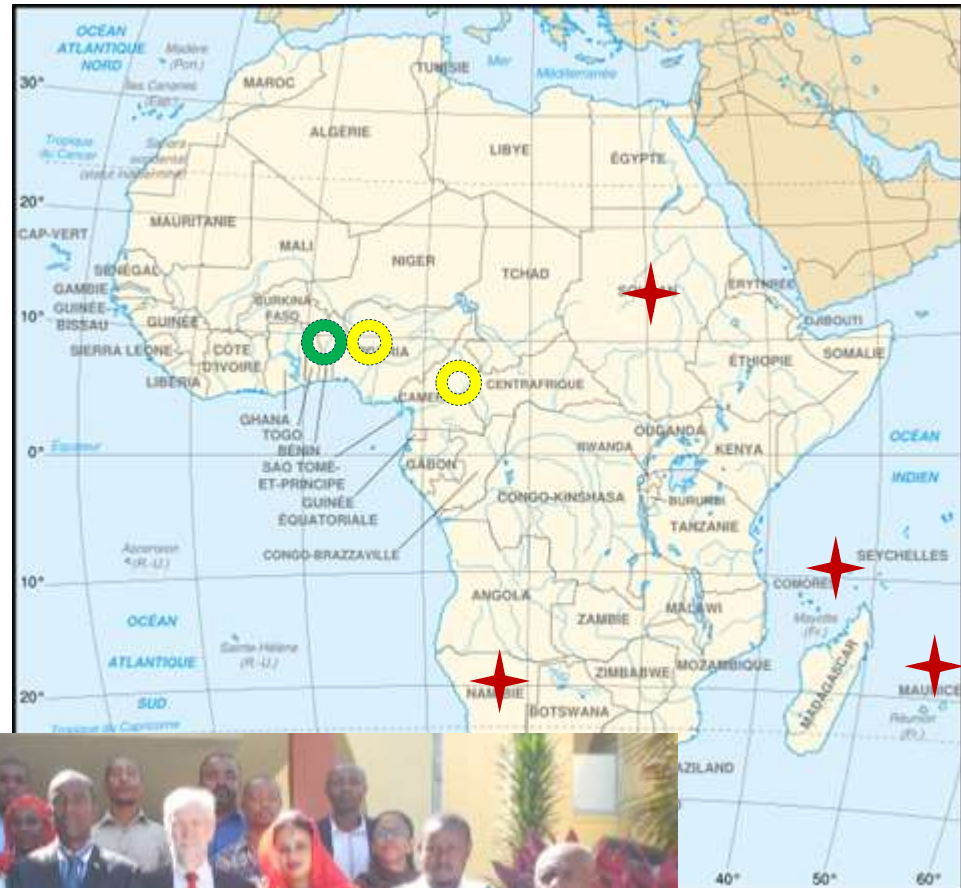 OCÉAN
ATLANTIQUE
NORD
Madère
(Port.)
Îles Canaries
(Esp.)
MAROC
TUNISIE
Mer
Méditerranée
30°
Tropique
du Cancer
Sahara
occidental
(statut indéterminé)
ALGÉRIE
LIBYE
ÉGYPTE
20°
CAP-VERT
MAURITANIE
MALI
NIGER
TCHAD
ÉRYTHRÉE
SÉNÉGAL
GAMBIE
GUINÉE-
BISSAU
GUINÉE
BURKINA
FASO
DJIBOUTI
10°
SIERRA LEONE
CÔTE
D'IVOIRE
LIBÉRIA
ÉTHIOPIE
SOMALIE
CENTRAFRIQUE
GHANA
TOGO
BÉNIN
SAO TOMÉ-
ET-PRINCIPE
GUINÉE
ÉQUATORIALE
CONGO-BRAZZAVILLE
0°
Équateur
GABON
OUGANDA
RWANDA
KENYA
OCÉAN
INDIEN
CONGO-KINSHASA
BURUNDI
TANZANIE
Ascension
(R.-U.)
SEYCHELLES
10°
COMORES
ANGOLA
ZAMBIE
MALAWI
Mayotte
(Fr.)
OCÉAN
ATLANTIQUE
SUD
Sainte-Hélène
(R.-U.)
ZIMBABWE
MOZAMBIQUE
MADAGASCAR
NAMIBIE
BOTSWANA
MAURICE
Réunion
(Fr.)
20°
Tropique du Capricorne
AZILAND
40°
50°
60°